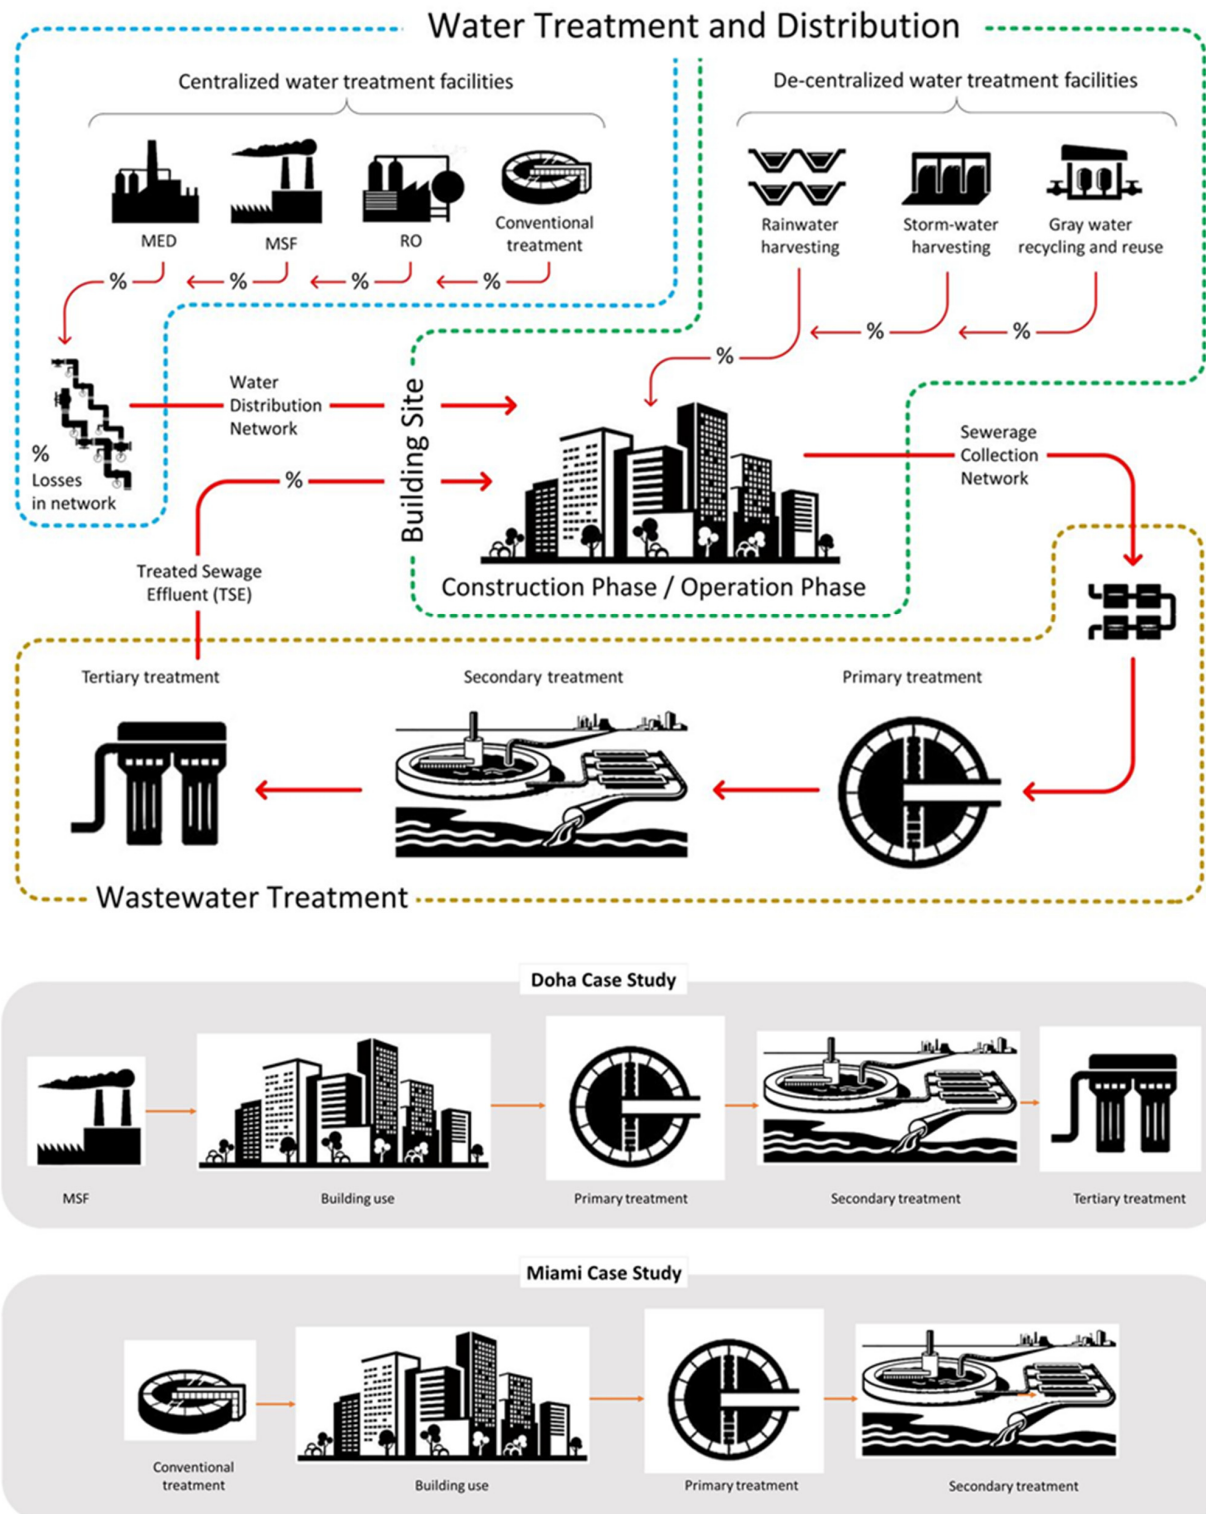 Water Treatment and Distribution
Centralized water treatment facilities
De-centralized water treatment facilities
MED
MSF
RO
Conventional
treatment
Rainwater
harvesting
Storm-water
harvesting
Gray water
recycling and reuse
%
%
%
%
%
%
%
Water
Distribution
Network
%
Losses
in network
%
Building Site
Sewerage
Collection
Network
Treated Sewage
Effluent (TSE)
Construction Phase / Operation Phase
Tertiary treatment
Secondary treatment
Primary treatment
Wastewater Treatment
Doha Case Study
MSF
Building use
Primary treatment
Secondary treatment
Tertiary treatment
Miami Case Study
Conventional
treatment
Building use
Primary treatment
Secondary treatment